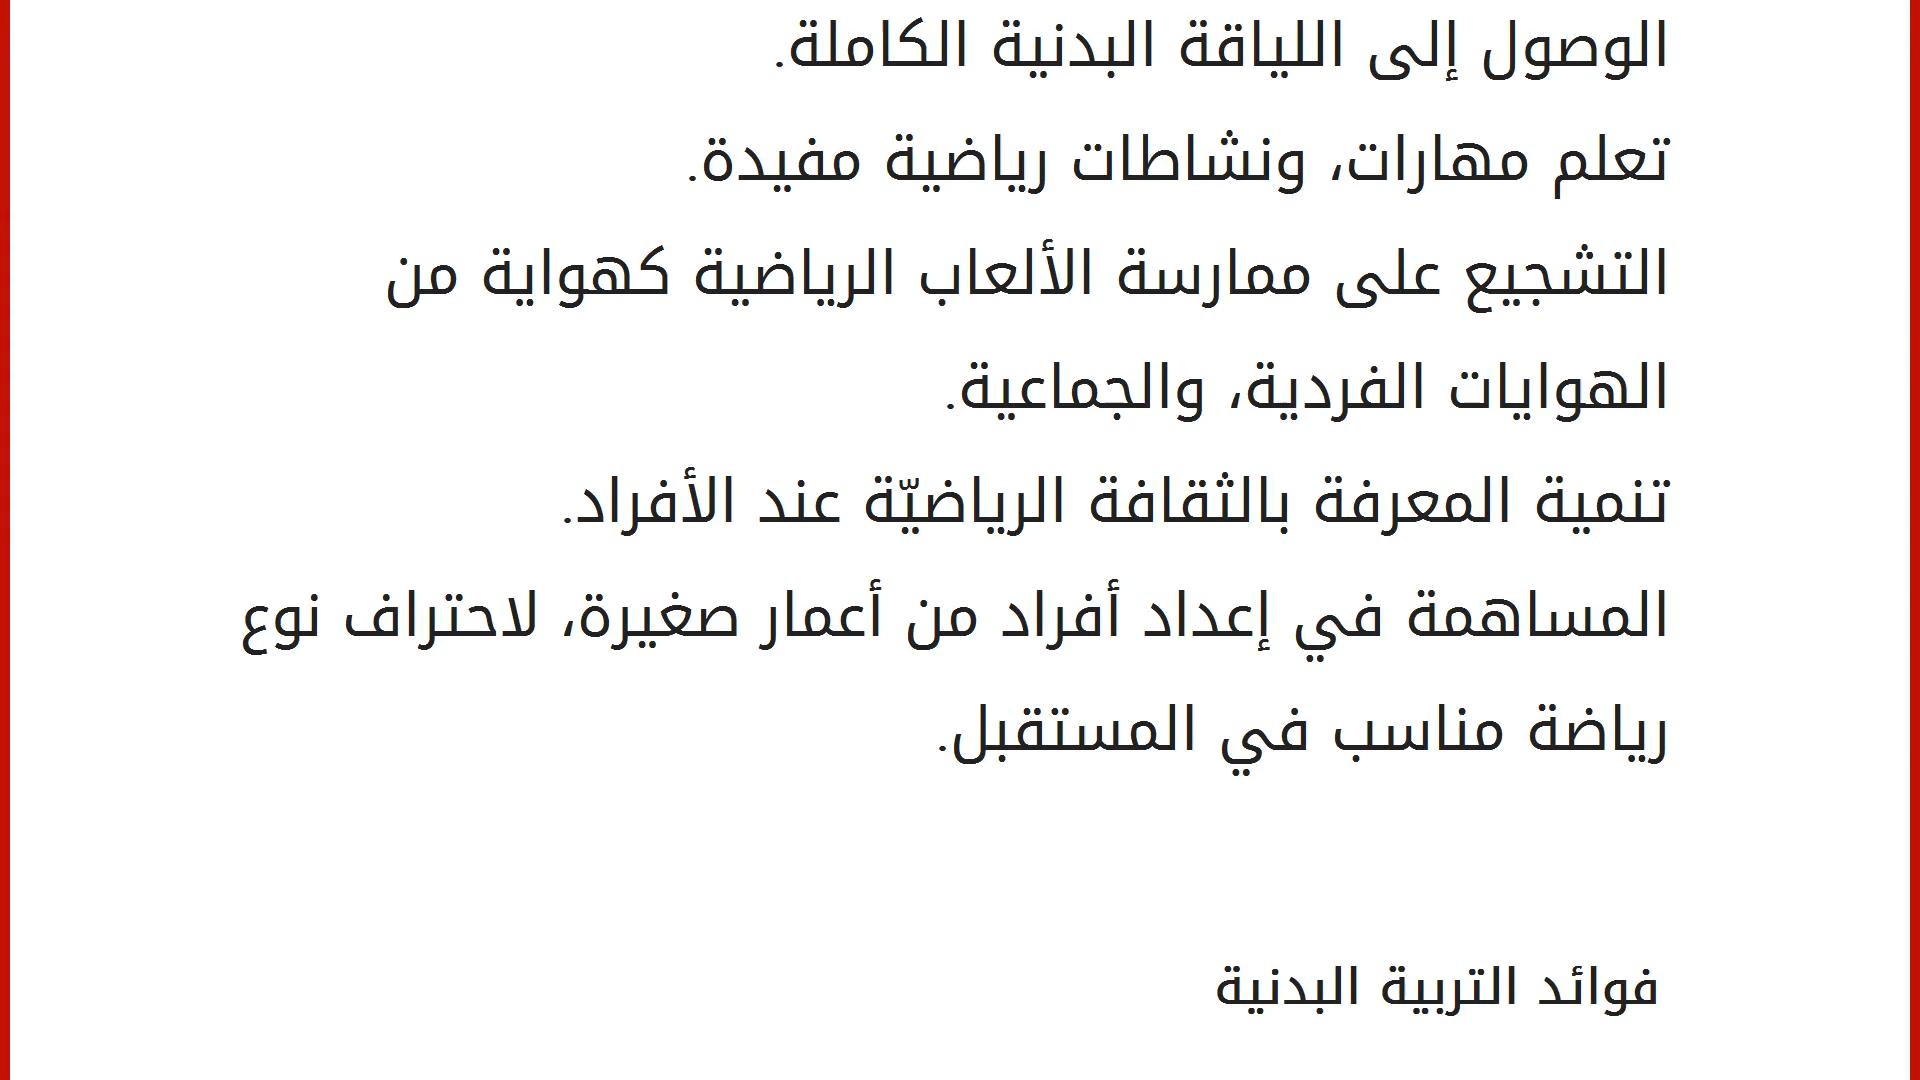 الوصول إلى اللياقة البدنية الكاملة.
تعلم مهارات، ونشاطات رياضية مفيدة.
التشجيع على ممارسة الألعاب الرياضية كهواية من
الهوايات الفردية، والجماعية.
تنمية المعرفة بالثقافة الرياضيّة عند الأفراد.
المساهمة في إعداد أفراد من أعمار صغيرة، لاحتراف نوع
رياضة مناسب في المستقبل.
فوائد التربية البدنية